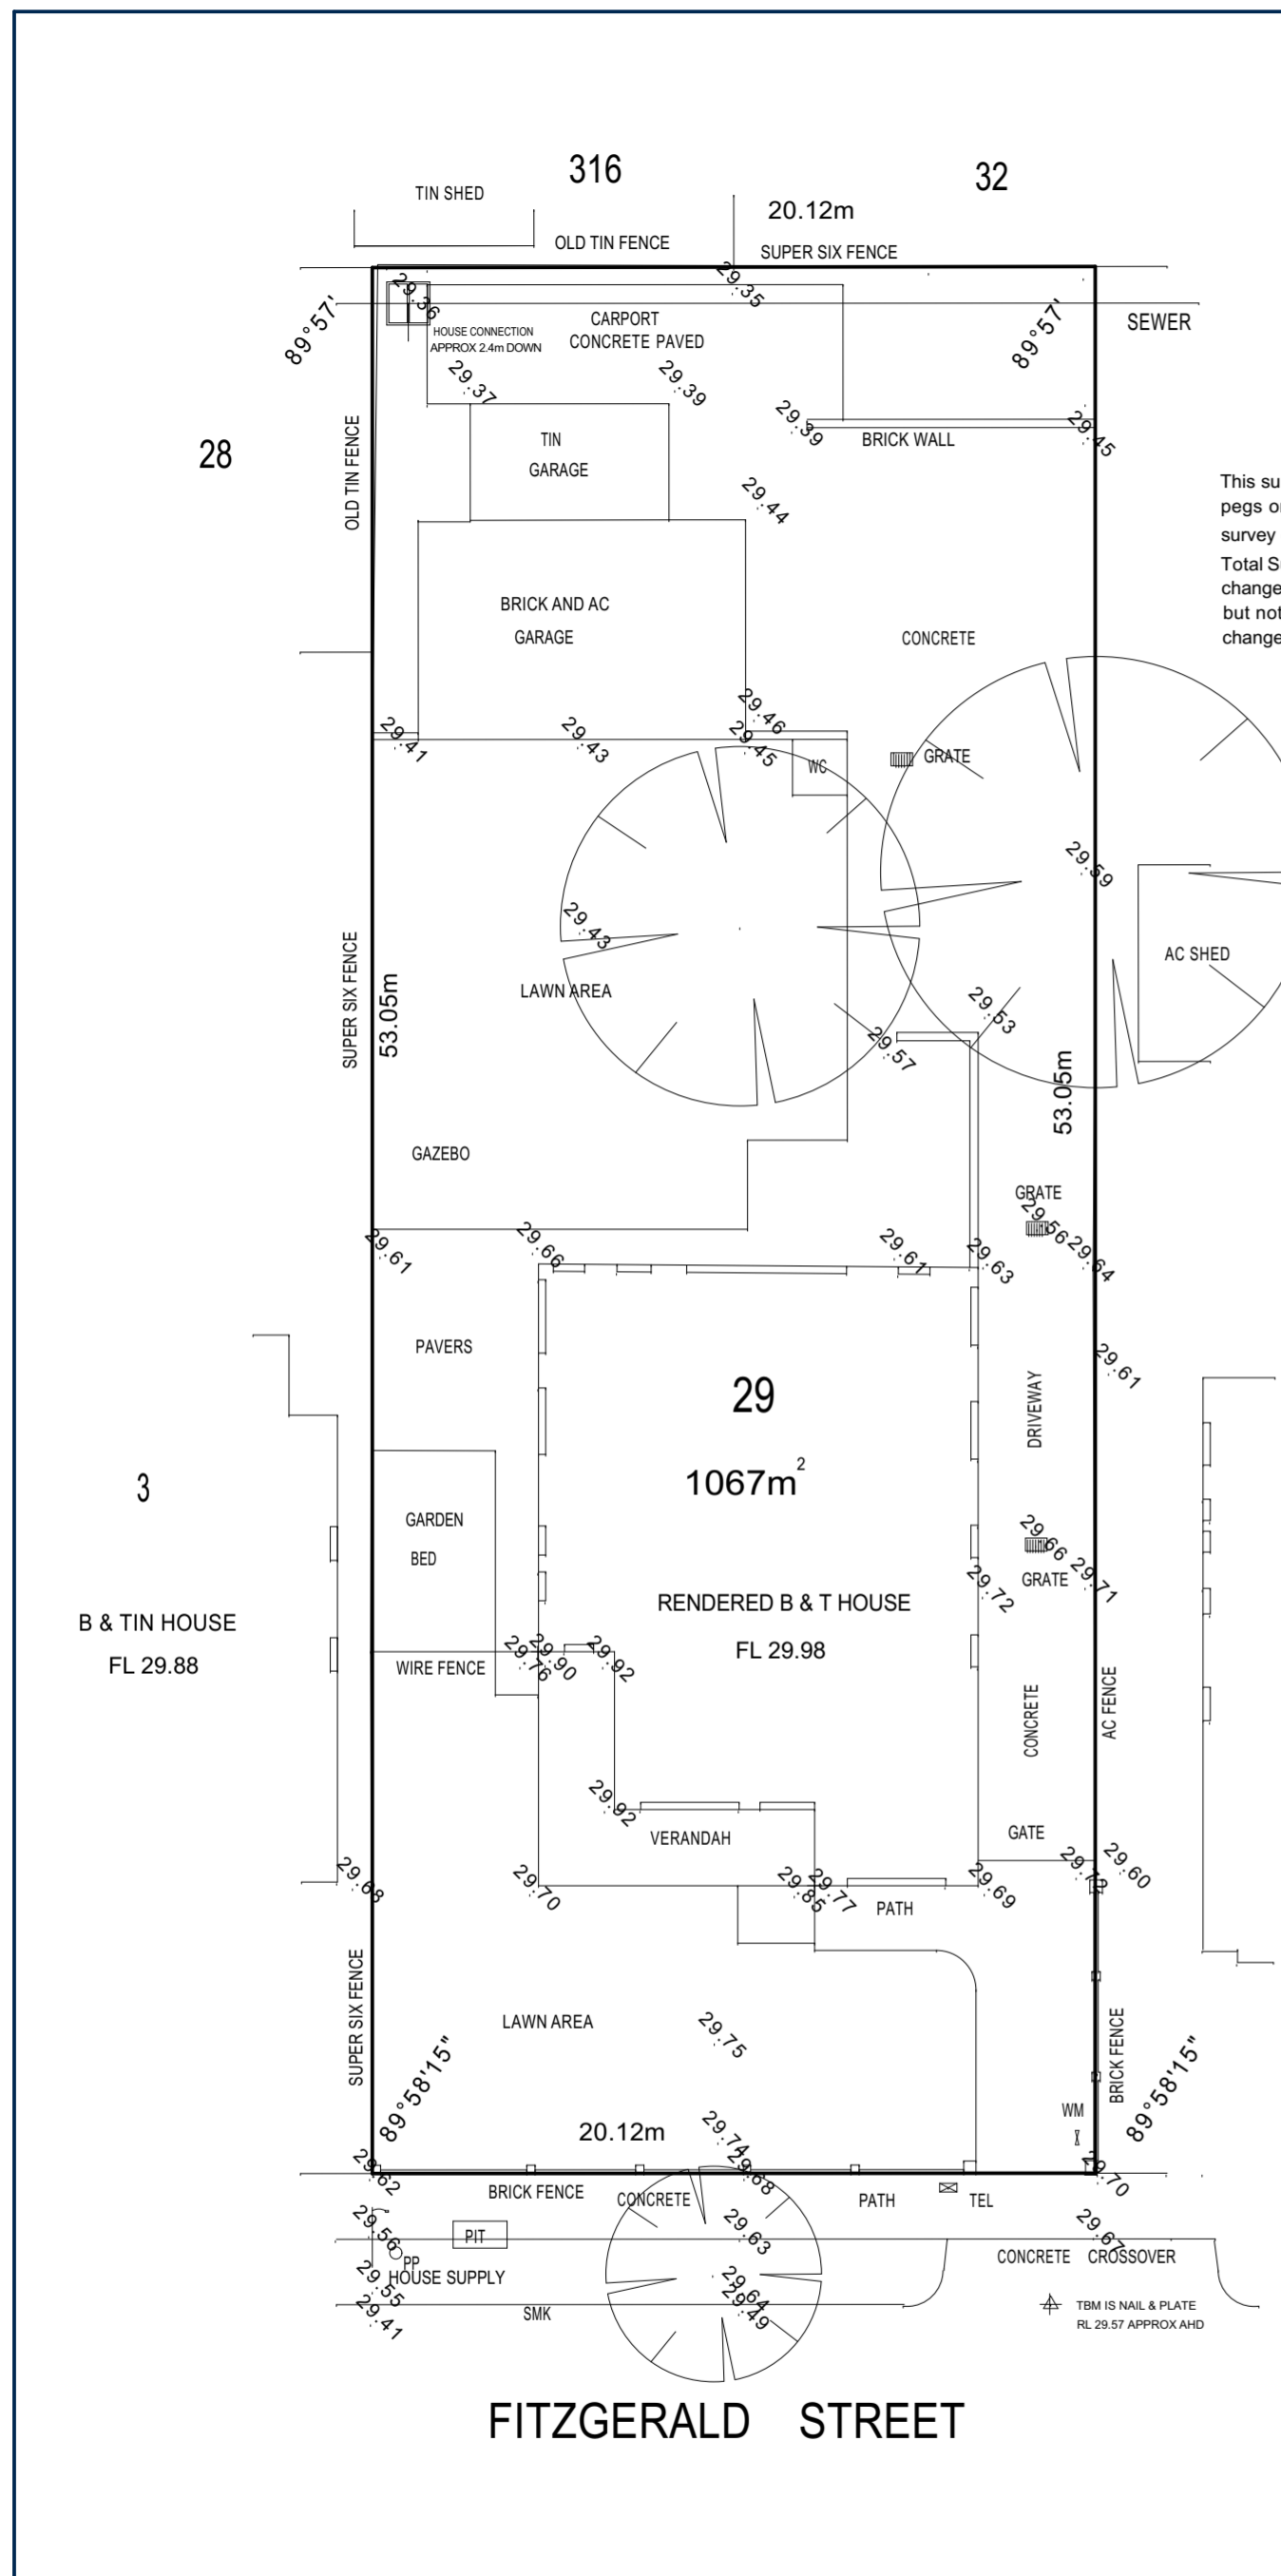 316
32
TIN SHED
20.12m
OLD TIN FENCE
SUPER SIX FENCE
29.36
29.35
89°57'
89°57'
CARPORT
CONCRETE PAVED
SEWER
HOUSE CONNECTION
APPROX 2.4m DOWN
29.37
29.39
29.39
BRICK WALL
29.45
28
OLD TIN FENCE
TIN
GARAGE
29.44
This su
pegs o
survey
Total S
change
but not
change
BRICK AND AC
GARAGE
CONCRETE
29.41
29.43
29.46
29.45
WC
GRATE
29.59
29.43
SUPER SIX FENCE
53.05m
LAWN AREA
AC SHED
29.53
29.57
53.05m
GAZEBO
GRATE
29.56
29.61
29.66
29.61
29.63
29.64
PAVERS
29.61
29
DRIVEWAY
1067m²
3
GARDEN
BED
29.66
GRATE
29.72
29.71
B & TIN HOUSE
FL 29.88
RENDERED B & T HOUSE
FL 29.98
WIRE FENCE
29.76
29.90
29.92
CONCRETE
AC FENCE
29.92
VERANDAH
GATE
29.68
29.70
29.85
29.77
PATH
29.69
29.72
29.60
SUPER SIX FENCE
LAWN AREA
29.75
BRICK FENCE
89°58'15"
89°58'15"
WM
20.12m
29.74
29.62
29.68
29.70
BRICK FENCE
CONCRETE
PATH
TEL
29.56
PIT
29.63
29.67
PP
HOUSE SUPPLY
CONCRETE CROSSOVER
29.55
29.64
29.41
SMK
29.49
TBM IS NAIL & PLATE
RL 29.57 APPROX AHD
FITZGERALD STREET